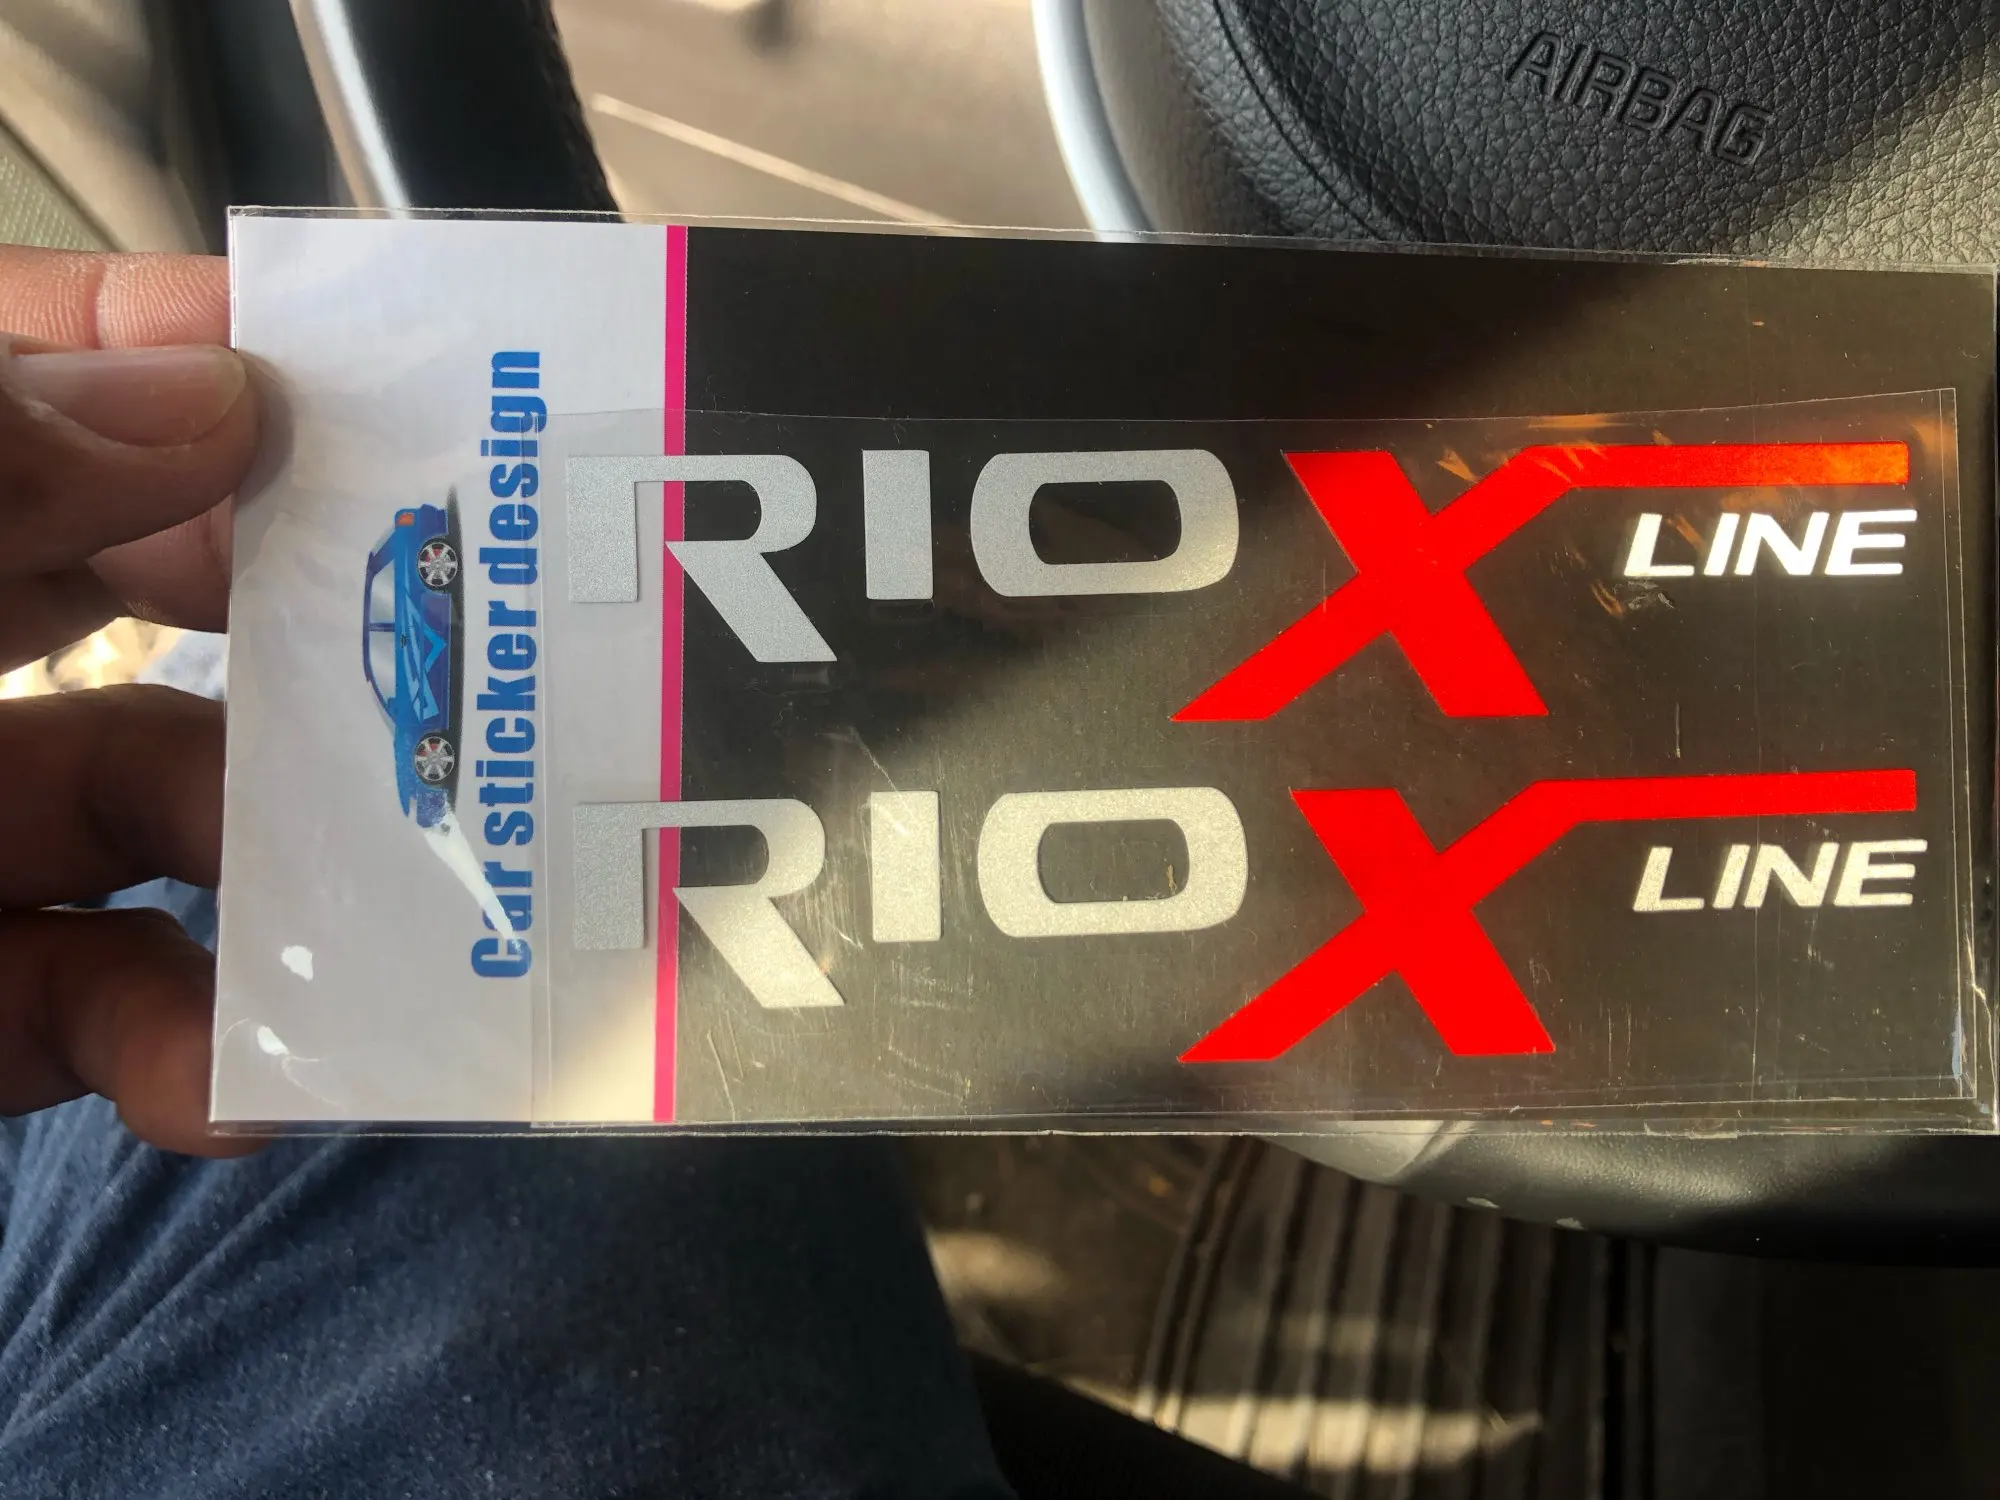 AIRBAG
Car sticker design
RIO X LINE
RIO X LINE